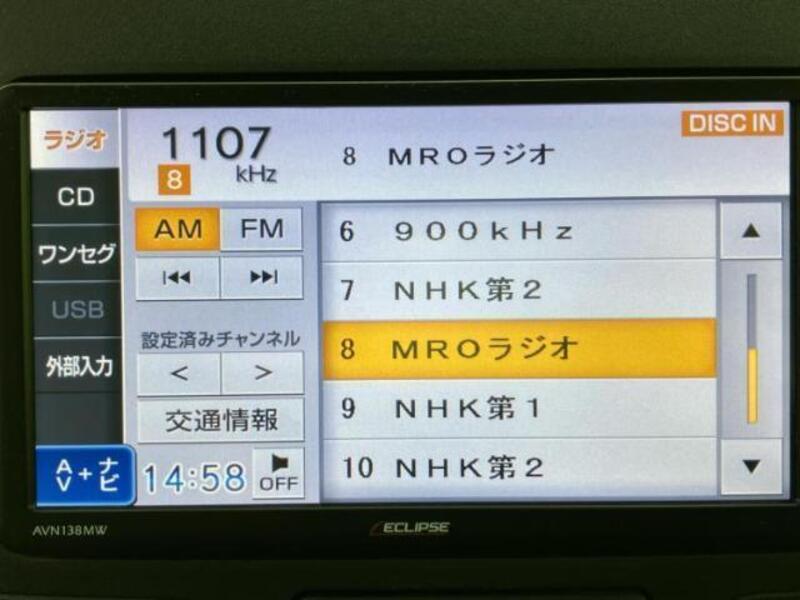 ラジオ
CD
ワンセグ
USB
外部入力
AV+ナビ
1107
8 kHz
8 MROラジオ
DISC IN
AM FM
設定済みチャンネル
< >
交通情報
14:58 OFF
6 900kHz
7 NHK第2
8 MROラジオ
9 NHK第1
10 NHK第2
AVN138MW
ECLIPSE